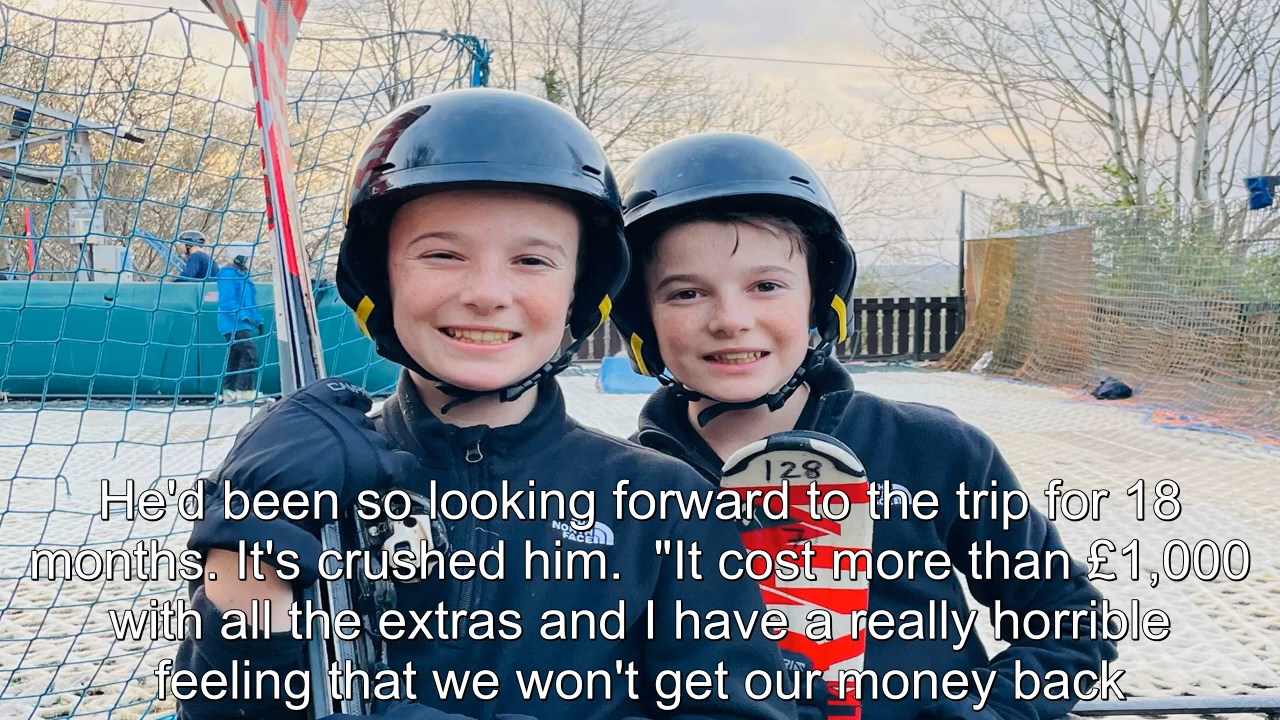 CAMP
128
7
NORTH
FACE
He'd been so looking forward to the trip for 18
months. It's crushed him.  "It cost more than £1,000
with all the extras and I have a really horrible
feeling that we won't get our money back